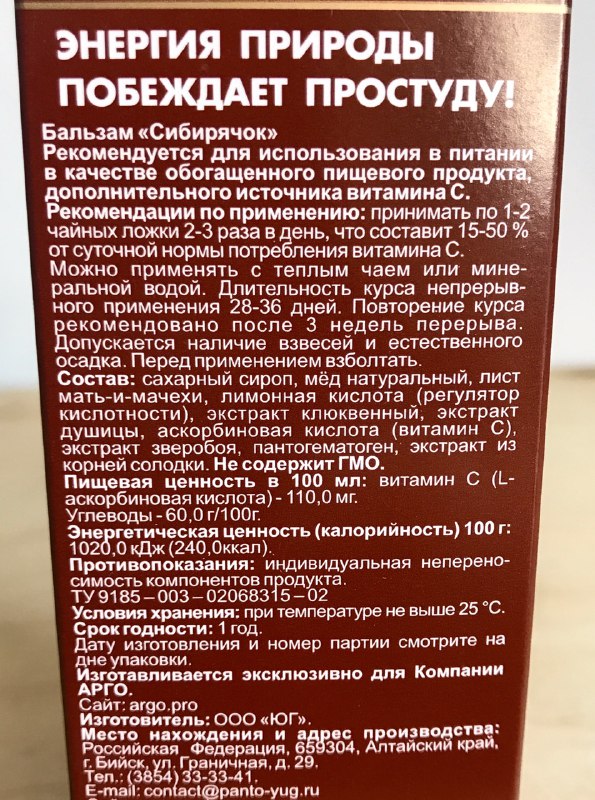 ЭНЕРГИЯ ПРИРОДЫ
ПОБЕЖДАЕТ ПРОСТУДУ!
Бальзам «Сибирячок»
Рекомендуется для использования в питании
в качестве обогащенного пищевого продукта,
дополнительного источника витамина С.
Рекомендации по применению: принимать по 1-2
чайных ложки 2-3 раза в день, что составит 15-50 %
от суточной нормы потребления витамина С.
Можно применять с теплым чаем или мине-
ральной водой. Длительность курса непрерыв-
ного применения 28-36 дней. Повторение курса
рекомендовано после 3 недель перерыва.
Допускается наличие взвесей и естественного
осадка. Перед применением взболтать.
Состав: сахарный сироп, мёд натуральный, лист
мать-и-мачехи, лимонная кислота (регулятор
кислотности), экстракт клюквенный, экстракт
душицы, аскорбиновая кислота (витамин С),
экстракт зверобоя, пантогематоген, экстракт из
корней солодки. Не содержит ГМО.
Пищевая ценность в 100 мл: витамин С (L-
аскорбиновая кислота) - 110,0 мг.
Углеводы - 60,0 г/100г.
Энергетическая ценность (калорийность) 100 г:
1020,0 кДж (240,0ккал).
Противопоказания: индивидуальная неперено-
симость компонентов продукта.
ТУ 9185 – 003 – 02068315 – 02
Условия хранения: при температуре не выше 25 °С.
Срок годности: 1 год.
Дату изготовления и номер партии смотрите на
дне упаковки.
Изготавливается эксклюзивно для Компании
АРГО.
Сайт: argo.pro
Изготовитель: ООО «ЮГ».
Место нахождения и адрес производства:
Российская Федерация, 659304, Алтайский край,
г. Бийск, ул. Граничная, д. 29.
Тел.: (3854) 33-33-41.
E-mail: contact@panto-yug.ru